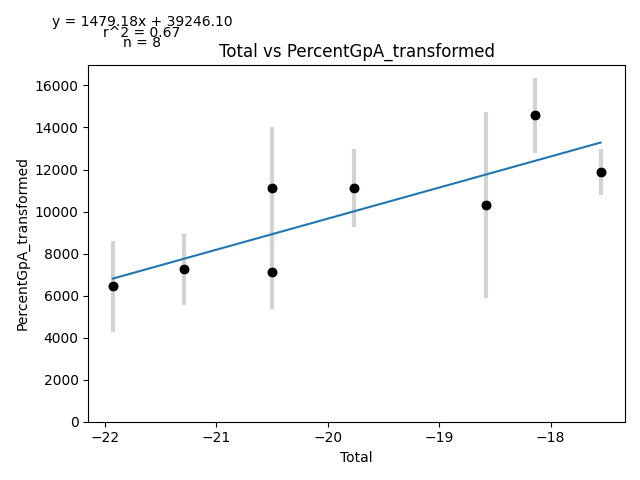 y = 1479.18x + 39246.10
r^2 = 0.67
n = 8
Total vs PercentGpA_transformed
16000
14000
12000
10000
8000
6000
4000
2000
0
PercentGpA_transformed
−22
−21
−20
−19
−18
Total